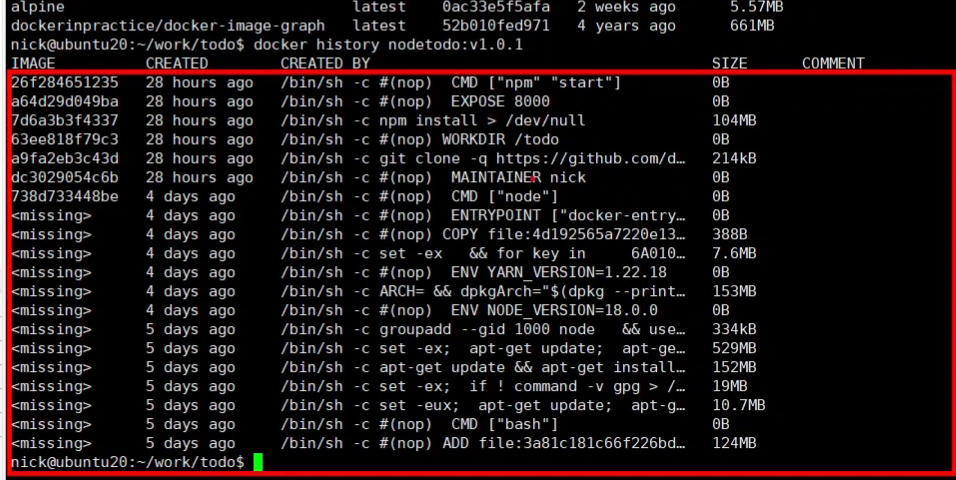 alpine latest 0ac33e5f5afa 2 weeks ago 5.57MB
dockerinpractice/docker-image-graph latest 52b010fed971 4 years ago 661MB
nick@ubuntu20:~/work/todo$ docker history nodetodo:v1.0.1
IMAGE CREATED CREATED BY SIZE COMMENT
26f284651235 28 hours ago /bin/sh -c #(nop) CMD ["npm" "start"] 0B
a64d29d049ba 28 hours ago /bin/sh -c #(nop) EXPOSE 8000 0B
7d6a3b3f4337 28 hours ago /bin/sh -c npm install > /dev/null 104MB
63ee818f79c3 28 hours ago /bin/sh -c #(nop) WORKDIR /todo 0B
a9fa2eb3c43d 28 hours ago /bin/sh -c git clone -q https://github.com/d… 214kB
dc3029054c6b 28 hours ago /bin/sh -c #(nop) MAINTAINER nick 0B
738d733448be 4 days ago /bin/sh -c #(nop) CMD ["node"] 0B
<missing> 4 days ago /bin/sh -c #(nop) ENTRYPOINT ["docker-entry… 0B
<missing> 4 days ago /bin/sh -c #(nop) COPY file:4d192565a7220e13… 388B
<missing> 4 days ago /bin/sh -c set -ex && for key in 6A010… 7.6MB
<missing> 4 days ago /bin/sh -c #(nop) ENV YARN_VERSION=1.22.18 0B
<missing> 4 days ago /bin/sh -c ARCH= && dpkgArch="$(dpkg --print… 153MB
<missing> 4 days ago /bin/sh -c #(nop) ENV NODE_VERSION=18.0.0 0B
<missing> 5 days ago /bin/sh -c groupadd --gid 1000 node && use… 334kB
<missing> 5 days ago /bin/sh -c set -ex; apt-get update; apt-ge… 529MB
<missing> 5 days ago /bin/sh -c apt-get update && apt-get install… 152MB
<missing> 5 days ago /bin/sh -c set -ex; if ! command -v gpg > /… 19MB
<missing> 5 days ago /bin/sh -c set -eux; apt-get update; apt-g… 10.7MB
<missing> 5 days ago /bin/sh -c #(nop) CMD ["bash"] 0B
<missing> 5 days ago /bin/sh -c #(nop) ADD file:3a81c181c66f226bd… 124MB
nick@ubuntu20:~/work/todo$